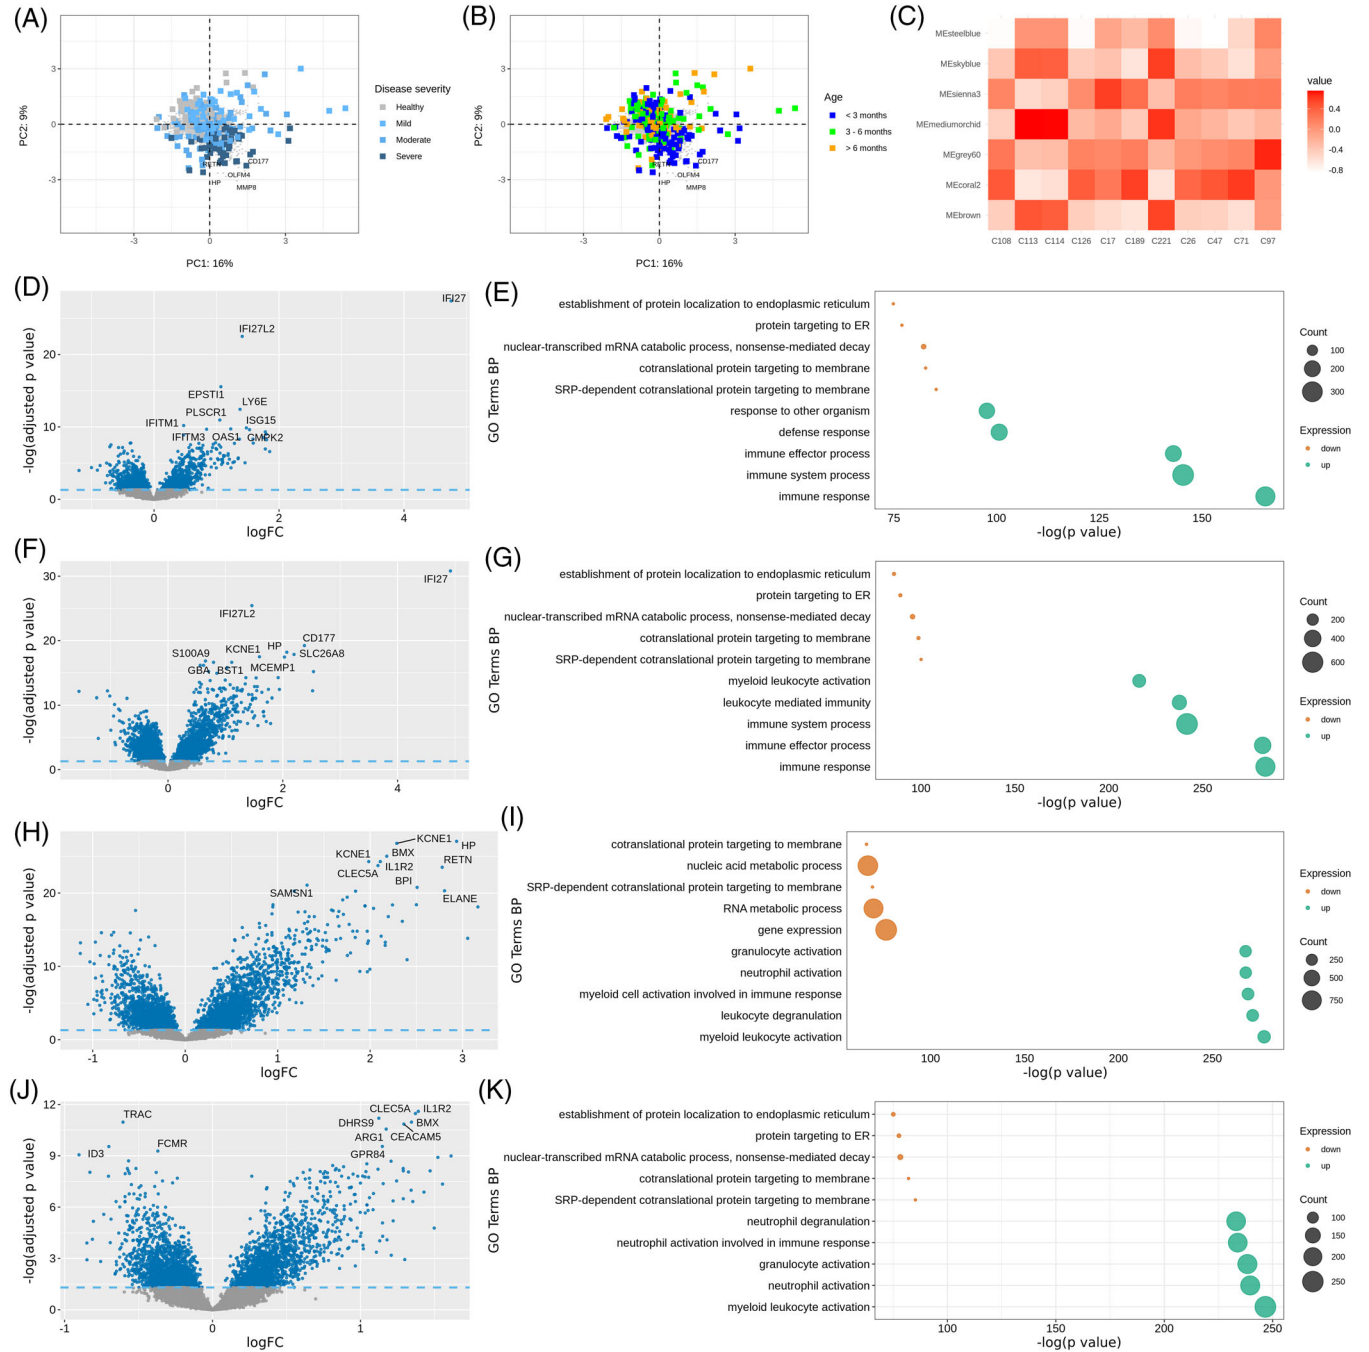 (A)
PC2: 9%
3
0
-3
-3
0
3
PC1: 16%
RETN
CD177
OLFM4
HP
MMP8
Disease severity
Healthy
Mild
Moderate
Severe
(B)
PC2: 9%
3
0
-3
-3
0
3
PC1: 16%
CD177
OLFM4
HP
MMP8
Age
< 3 months
3 - 6 months
> 6 months
(C)
MEsteelblue
MEskyblue
MEsienna3
MEmediumorchid
MEgrey60
MEcoral2
MEbrown
C108 C113 C114 C126 C17 C189 C221 C26 C47 C71 C97
value
0.4
0.0
-0.4
-0.8
(D)
-log(adjusted p value)
20
10
0
0 2 4
logFC
IFI27
IFI27L2
EPSTI1
LY6E
PLSCR1
IFITM1
ISG15
IFITM3
OAS1
CMPK2
(E)
GO Terms BP
establishment of protein localization to endoplasmic reticulum
protein targeting to ER
nuclear-transcribed mRNA catabolic process, nonsense-mediated decay
cotranslational protein targeting to membrane
SRP-dependent cotranslational protein targeting to membrane
response to other organism
defense response
immune effector process
immune system process
immune response
75 100 125 150
-log(p value)
Count
100
200
300
Expression
down
up
(F)
-log(adjusted p value)
30
20
10
0
0 2 4
logFC
IFI27
IFI27L2
CD177
HP
KCNE1
SLC26A8
S100A9
MCEMP1
GBA
BST1
(G)
GO Terms BP
establishment of protein localization to endoplasmic reticulum
protein targeting to ER
nuclear-transcribed mRNA catabolic process, nonsense-mediated decay
cotranslational protein targeting to membrane
SRP-dependent cotranslational protein targeting to membrane
myeloid leukocyte activation
leukocyte mediated immunity
immune system process
immune effector process
immune response
100 150 200 250
-log(p value)
Count
200
400
600
Expression
down
up
(H)
-log(adjusted p value)
20
10
0
-1 0 1 2 3
logFC
KCNE1
HP
KCNE1
BMX
RETN
CLEC5A
IL1R2
BPI
SAMSN1
ELANE
(I)
GO Terms BP
cotranslational protein targeting to membrane
nucleic acid metabolic process
SRP-dependent cotranslational protein targeting to membrane
RNA metabolic process
gene expression
granulocyte activation
neutrophil activation
myeloid cell activation involved in immune response
leukocyte degranulation
myeloid leukocyte activation
100 150 200 250
-log(p value)
Expression
down
up
Count
250
500
750
(J)
-log(adjusted p value)
12
9
6
3
0
-1 0 1
logFC
TRAC
CLEC5A
IL1R2
DHRS9
BMX
ARG1
CEACAM5
ID3
FCMR
GPR84
(K)
GO Terms BP
establishment of protein localization to endoplasmic reticulum
protein targeting to ER
nuclear-transcribed mRNA catabolic process, nonsense-mediated decay
cotranslational protein targeting to membrane
SRP-dependent cotranslational protein targeting to membrane
neutrophil degranulation
neutrophil activation involved in immune response
granulocyte activation
neutrophil activation
myeloid leukocyte activation
100 150 200 250
-log(p value)
Expression
down
up
Count
100
150
200
250